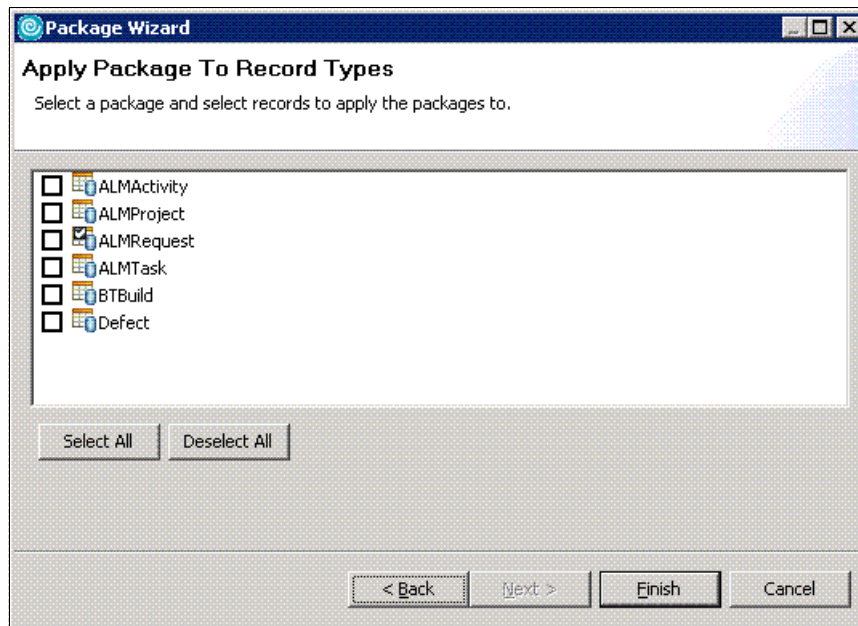 Package Wizard
Apply Package To Record Types
Select a package and select records to apply the packages to.
ALMActivity
ALMProject
ALMRequest
ALMTask
BTBuild
Defect
Select All Deselect All
< Back Next > Finish Cancel